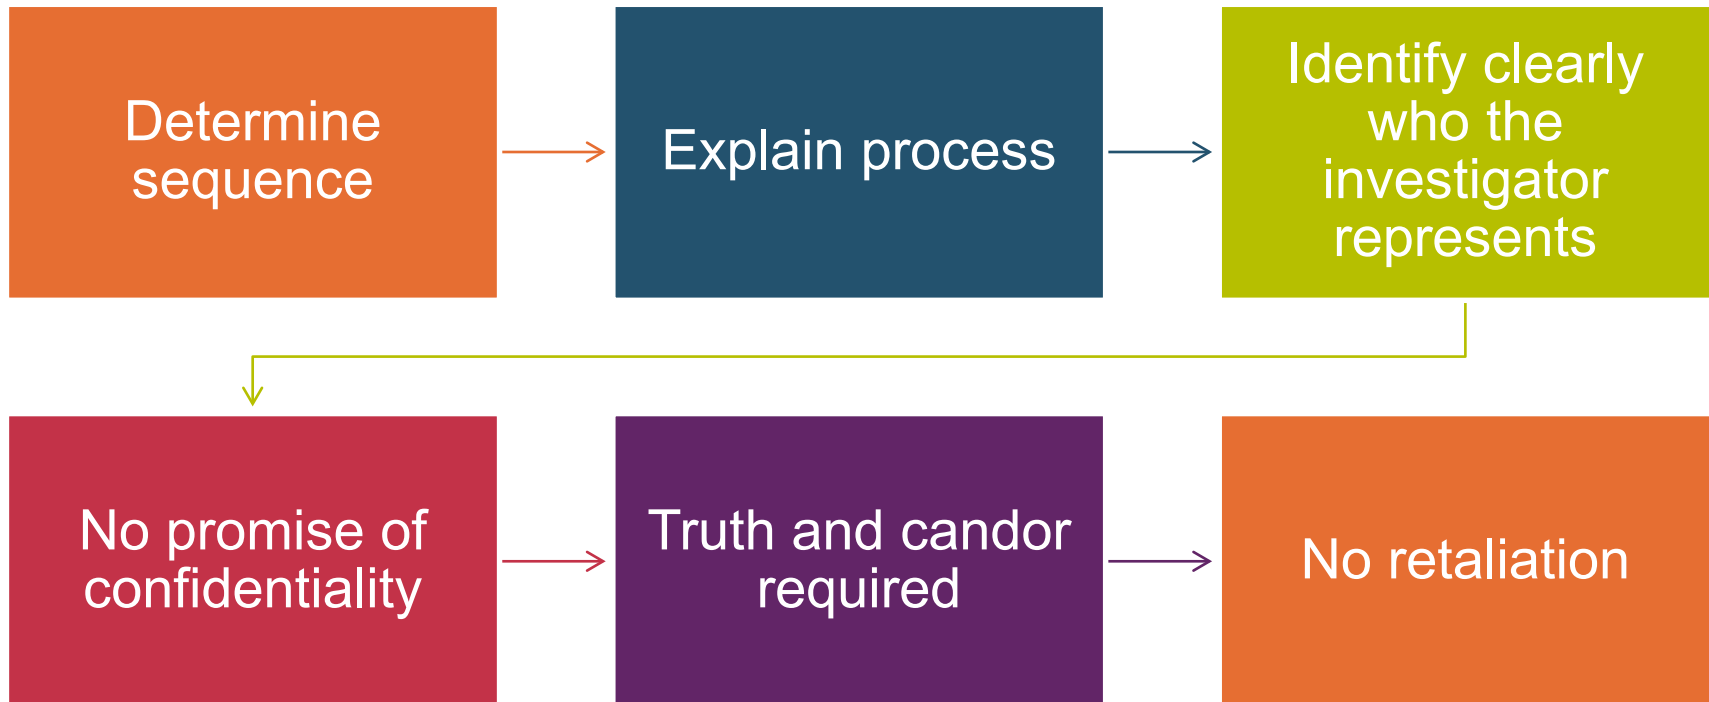 Determine
sequence
Explain process
Identify clearly
who the
investigator
represents
No promise of
confidentiality
Truth and candor
required
No retaliation